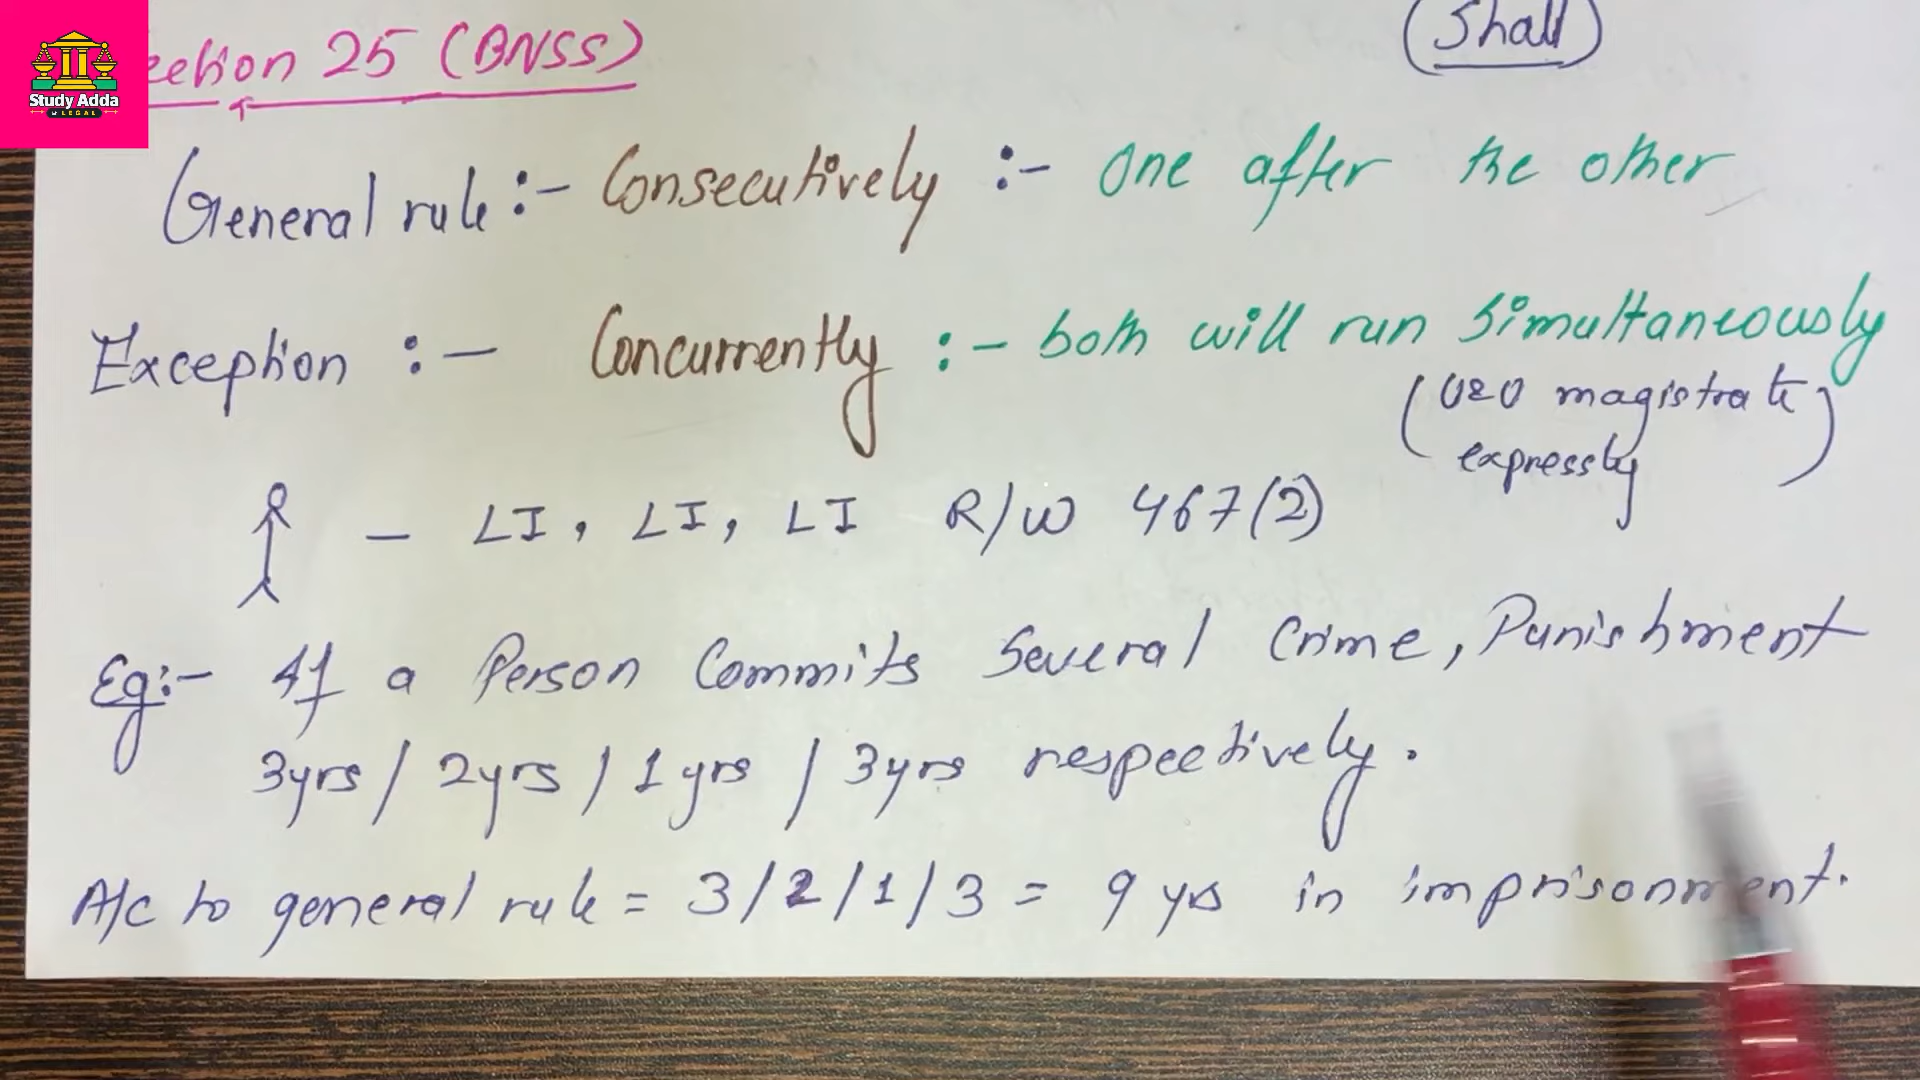 Study Adda
LEGAL
ection 25 (BNSS)
(Shall)
General rule :- Consecutively :- One after the other
Exception :- Concurrently :- both will run Simultaneously
( magistrate expressly)
- LI, LI, LI R/W 467(2)
Eg:- If a Person Commits Several Crime, Punishment
3yrs / 2yrs / 1 yrs / 3yrs respectively.
A/c to general rule = 3/2/1/3 = 9 yrs in imprisonment.